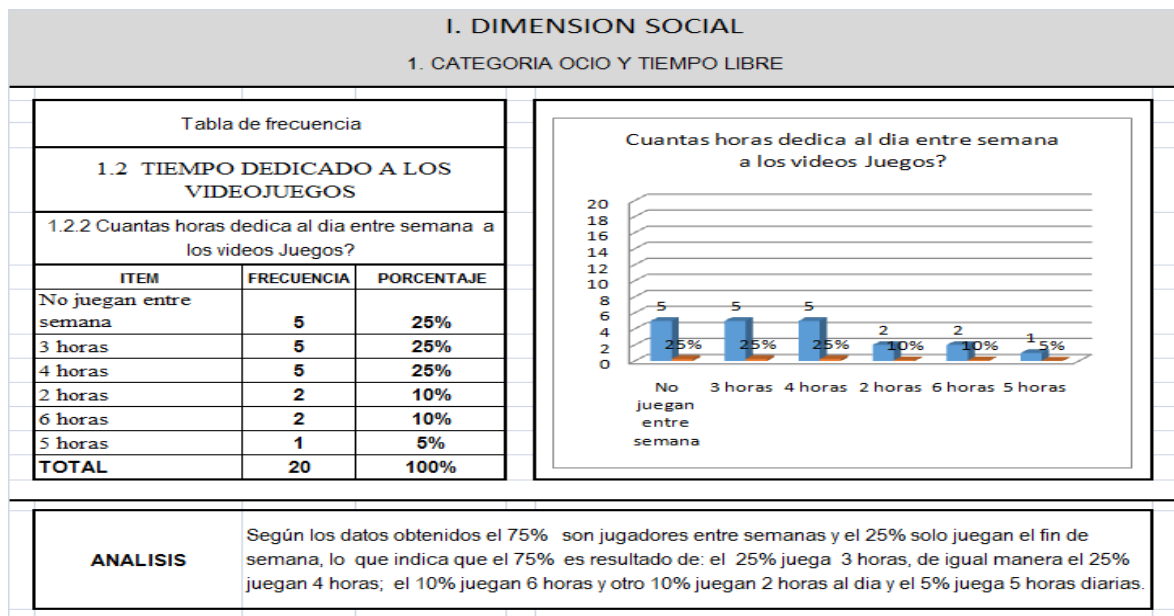 I. DIMENSION SOCIAL
1. CATEGORIA OCIO Y TIEMPO LIBRE
Tabla de frecuencia
1.2 TIEMPO DEDICADO A LOS
VIDEOJUEGOS
1.2.2 Cuantas horas dedica al dia entre semana a
los videos Juegos?
ITEM FRECUENCIA PORCENTAJE
No juegan entre
semana 5 25%
3 horas 5 25%
4 horas 5 25%
2 horas 2 10%
6 horas 2 10%
5 horas 1 5%
TOTAL 20 100%
Cuantas horas dedica al dia entre semana
a los videos Juegos?
20
18
16
14
12
10
8
6
4
2
0
5 5 5 2 2 1
25% 25% 25% 10% 10% 5%
No 3 horas 4 horas 2 horas 6 horas 5 horas
juegan
entre
semana
ANALISIS
Según los datos obtenidos el 75% son jugadores entre semanas y el 25% solo juegan el fin de
semana, lo que indica que el 75% es resultado de: el 25% juega 3 horas, de igual manera el 25%
juegan 4 horas; el 10% juegan 6 horas y otro 10% juegan 2 horas al dia y el 5% juega 5 horas diarias.